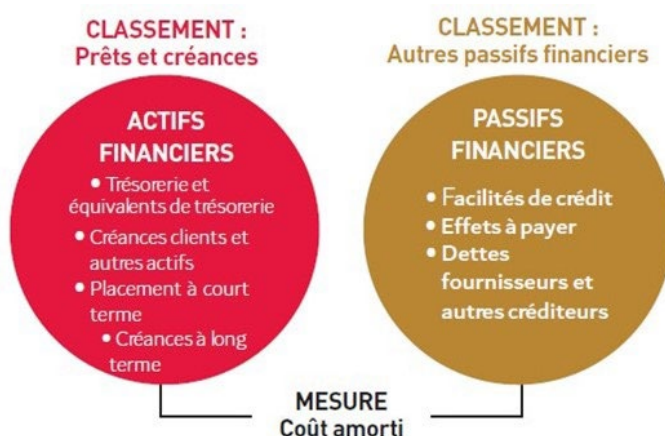 CLASSEMENT :
Prêts et créances
ACTIFS
FINANCIERS
• Trésorerie et
équivalents de trésorerie
• Créances clients et
autres actifs
• Placement à court
terme
• Créances à long
terme
CLASSEMENT :
Autres passifs financiers
PASSIFS
FINANCIERS
• Facilités de crédit
• Effets à payer
• Dettes
fournisseurs et
autres créditeurs
MESURE
Coût amorti